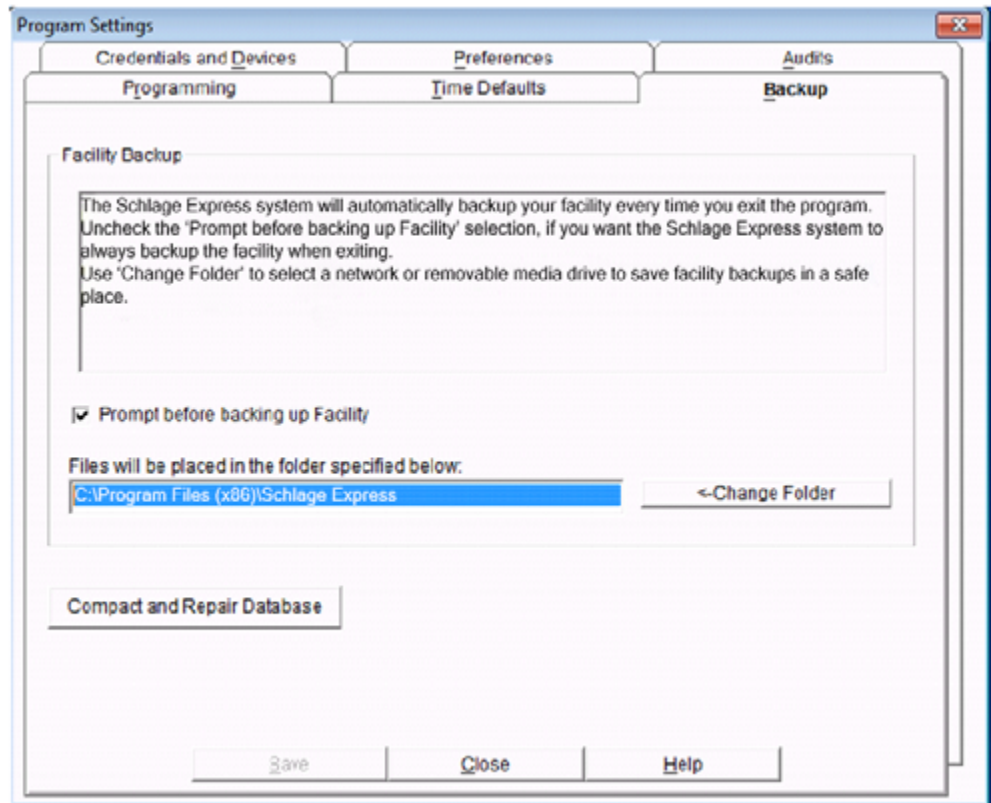 Program Settings
Credentials and Devices Preferences Audits
Programming Time Defaults Backup
Facility Backup
The Schlage Express system will automatically backup your facility every time you exit the program.
Uncheck the 'Prompt before backing up Facility' selection, if you want the Schlage Express system to
always backup the facility when exiting.
Use 'Change Folder' to select a network or removable media drive to save facility backups in a safe
place.
Prompt before backing up Facility
Files will be placed in the folder specified below:
C:\Program Files (x86)\Schlage Express <-Change Folder
Compact and Repair Database
Save Close Help